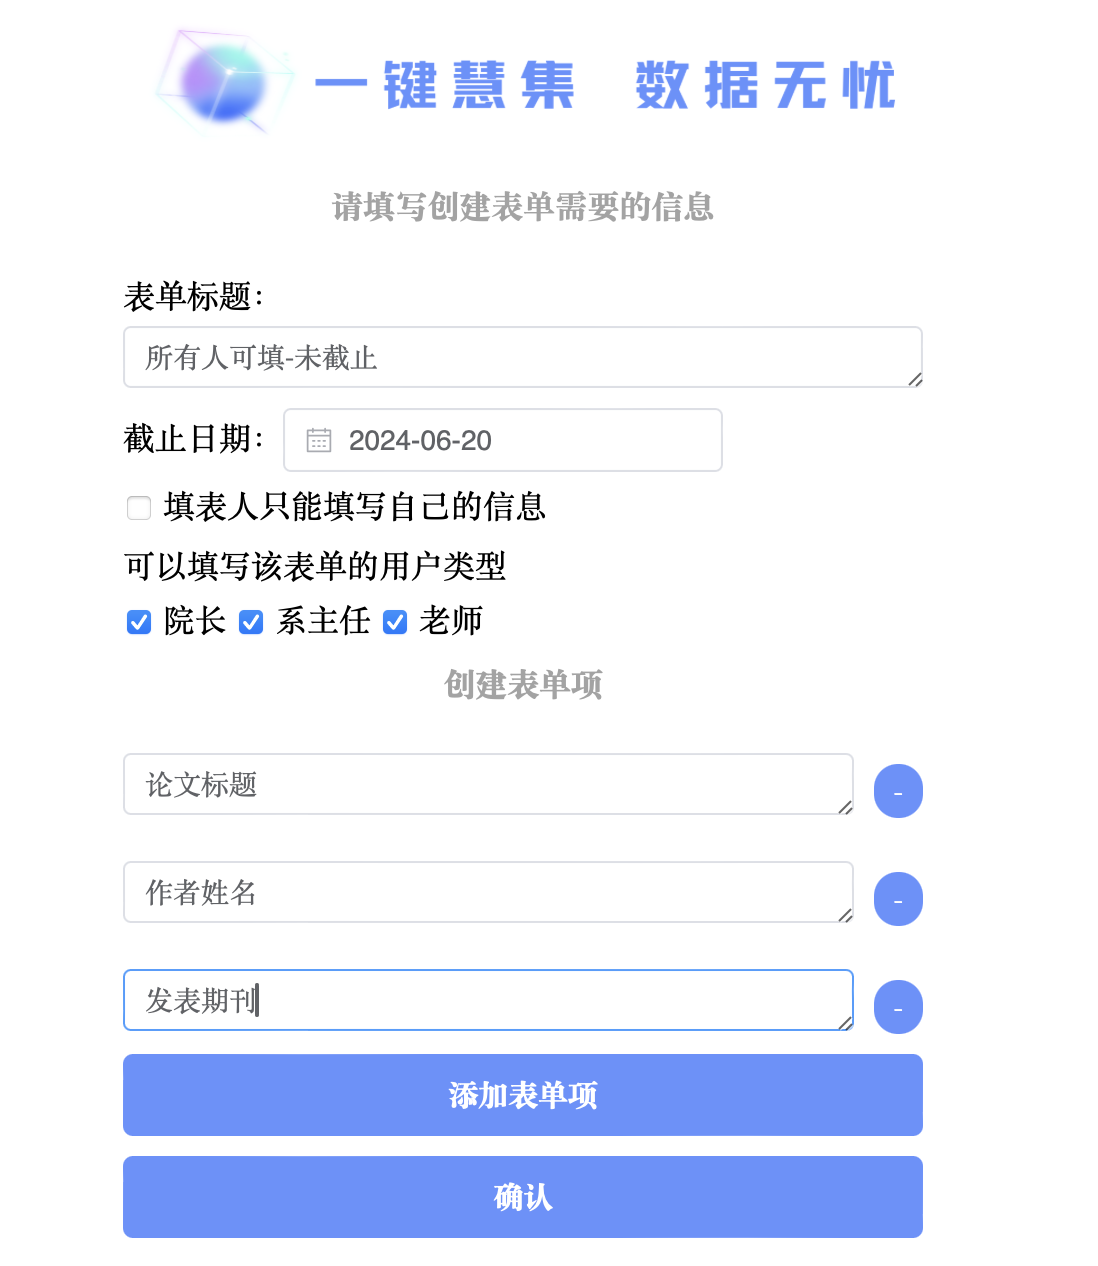 一键慧集 数据无忧
请填写创建表单需要的信息
表单标题：
所有人可填-未截止
截止日期： 2024-06-20
填表人只能填写自己的信息
可以填写该表单的用户类型
院长 系主任 老师
创建表单项
论文标题
-
作者姓名
-
发表期刊
-
添加表单项
确认